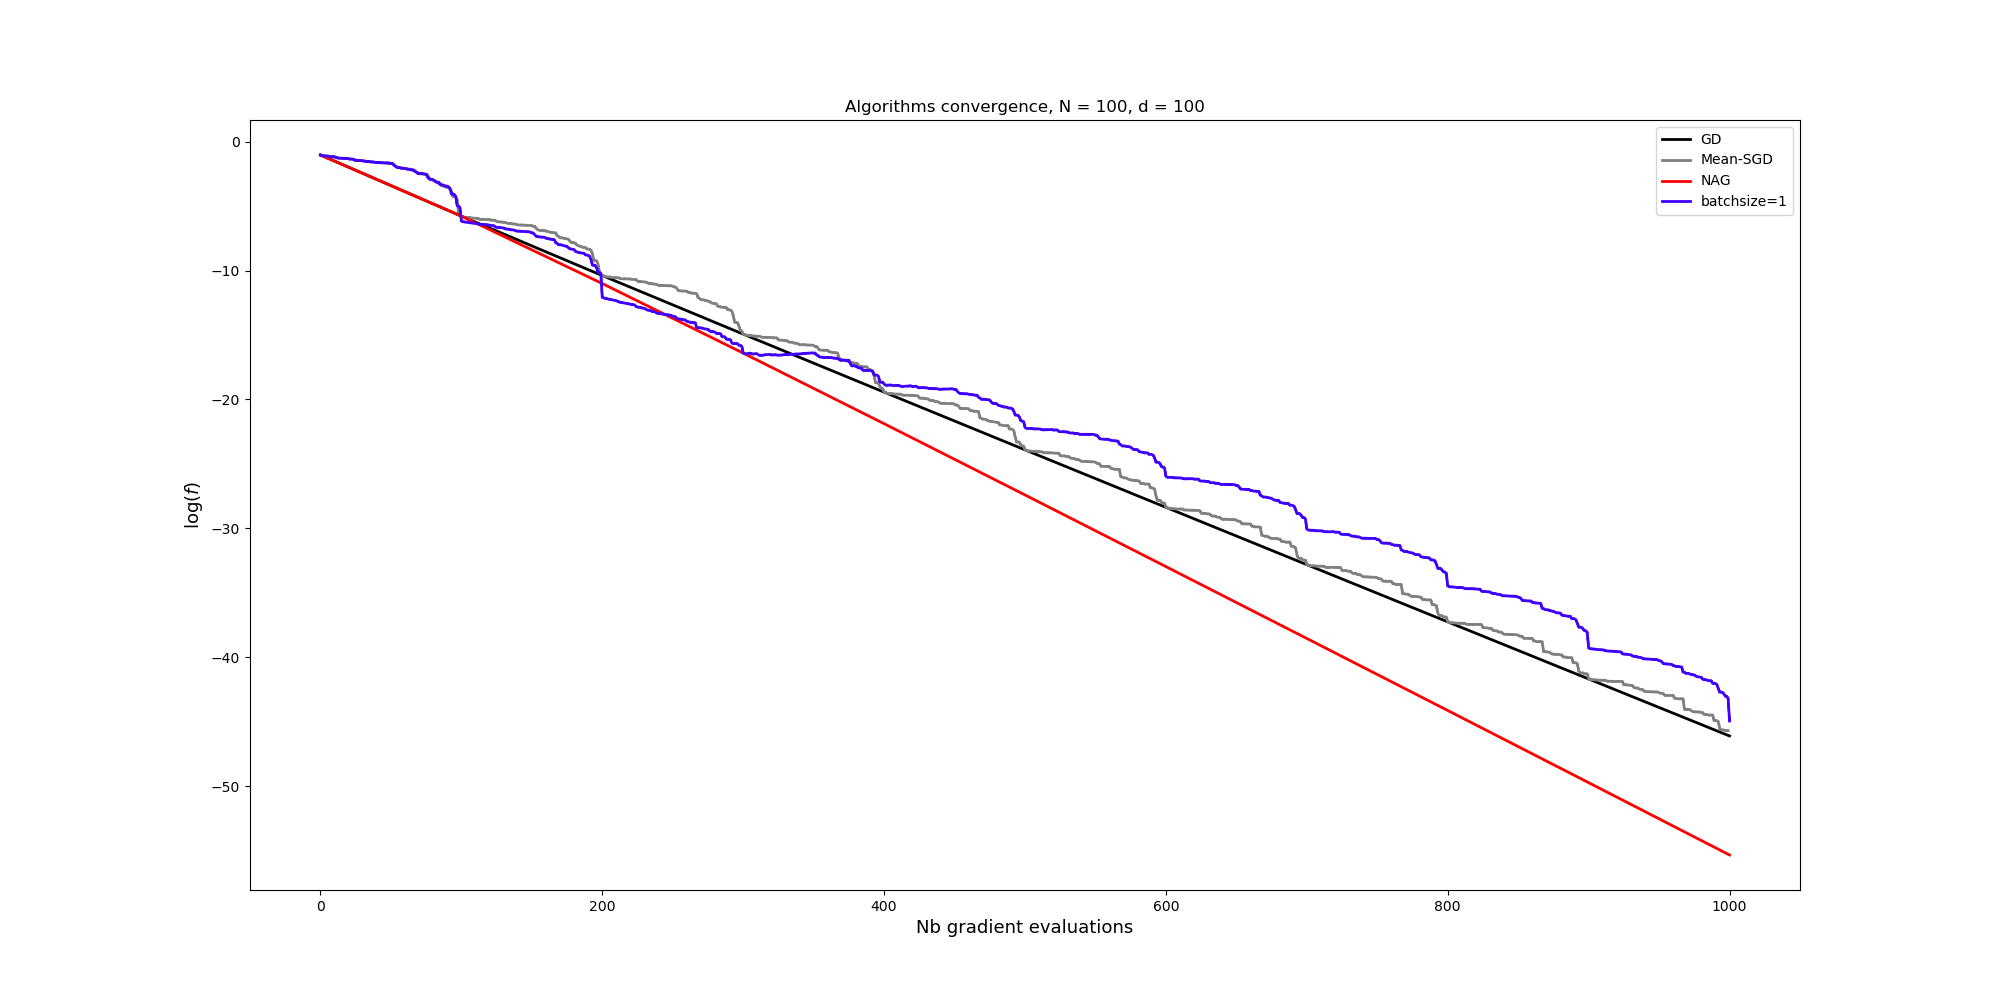 Algorithms convergence, N = 100, d = 100
GD
Mean-SGD
NAG
batchsize=1
0
−10
−20
−30
−40
−50
log(f)
0 200 400 600 800 1000
Nb gradient evaluations